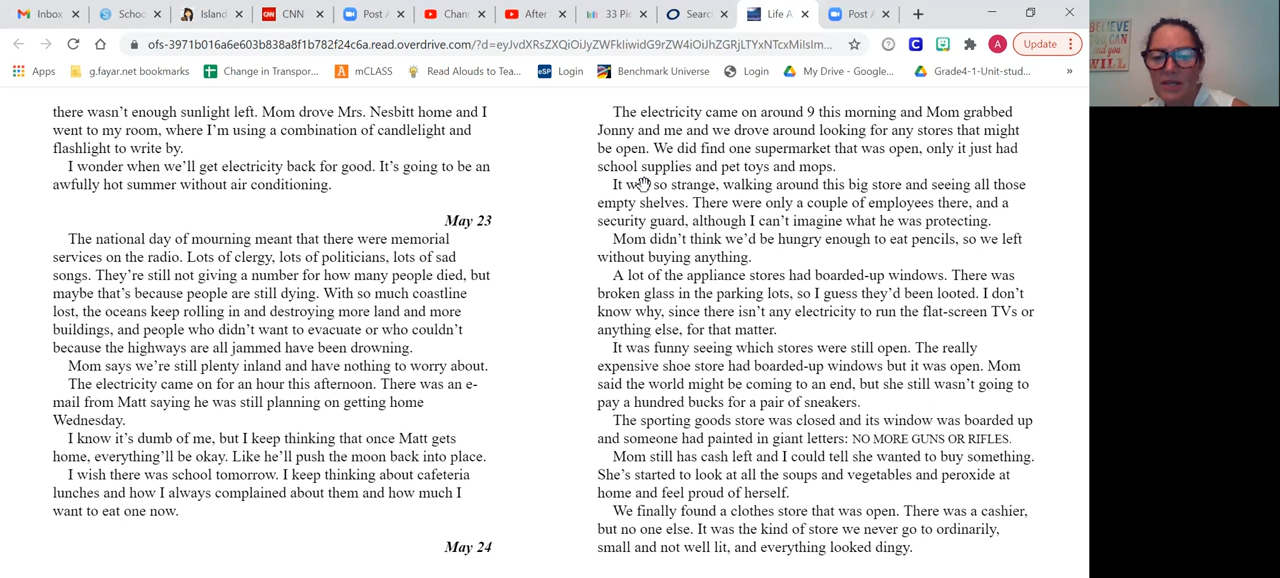 Inbox
Schoo
Island
CNN
CNN
Post A
Chann
After
33 Pic
Searc
Life A
Post A
ofs-3971b016a6e603b838a8f1b782f24c6a.read.overdrive.com/?d=eyJvdXRsZXQiOiJyZWFkIiwidG9rZW4iOiJhZGRjLTYxNTcxMiIsIm...
C
A
Update
Apps
g.fayar.net bookmarks
Change in Transpor...
A
mCLASS
Read Alouds to Tea...
eSP
Login
Benchmark Universe
Login
My Drive - Google...
Grade4-1-Unit-stud...
»
BELIEVE
YOU CAN
and you
WILL
there wasn’t enough sunlight left. Mom drove Mrs. Nesbitt home and I
went to my room, where I’m using a combination of candlelight and
flashlight to write by.
I wonder when we’ll get electricity back for good. It’s going to be an
awfully hot summer without air conditioning.
May 23
The national day of mourning meant that there were memorial
services on the radio. Lots of clergy, lots of politicians, lots of sad
songs. They’re still not giving a number for how many people died, but
maybe that’s because people are still dying. With so much coastline
lost, the oceans keep rolling in and destroying more land and more
buildings, and people who didn’t want to evacuate or who couldn’t
because the highways are all jammed have been drowning.
Mom says we’re still plenty inland and have nothing to worry about.
The electricity came on for an hour this afternoon. There was an e-
mail from Matt saying he was still planning on getting home
Wednesday.
I know it’s dumb of me, but I keep thinking that once Matt gets
home, everything’ll be okay. Like he’ll push the moon back into place.
I wish there was school tomorrow. I keep thinking about cafeteria
lunches and how I always complained about them and how much I
want to eat one now.
May 24
The electricity came on around 9 this morning and Mom grabbed
Jonny and me and we drove around looking for any stores that might
be open. We did find one supermarket that was open, only it just had
school supplies and pet toys and mops.
It was so strange, walking around this big store and seeing all those
empty shelves. There were only a couple of employees there, and a
security guard, although I can’t imagine what he was protecting.
Mom didn’t think we’d be hungry enough to eat pencils, so we left
without buying anything.
A lot of the appliance stores had boarded-up windows. There was
broken glass in the parking lots, so I guess they’d been looted. I don’t
know why, since there isn’t any electricity to run the flat-screen TVs or
anything else, for that matter.
It was funny seeing which stores were still open. The really
expensive shoe store had boarded-up windows but it was open. Mom
said the world might be coming to an end, but she still wasn’t going to
pay a hundred bucks for a pair of sneakers.
The sporting goods store was closed and its window was boarded up
and someone had painted in giant letters: NO MORE GUNS OR RIFLES.
Mom still has cash left and I could tell she wanted to buy something.
She’s started to look at all the soups and vegetables and peroxide at
home and feel proud of herself.
We finally found a clothes store that was open. There was a cashier,
but no one else. It was the kind of store we never go to ordinarily,
small and not well lit, and everything looked dingy.